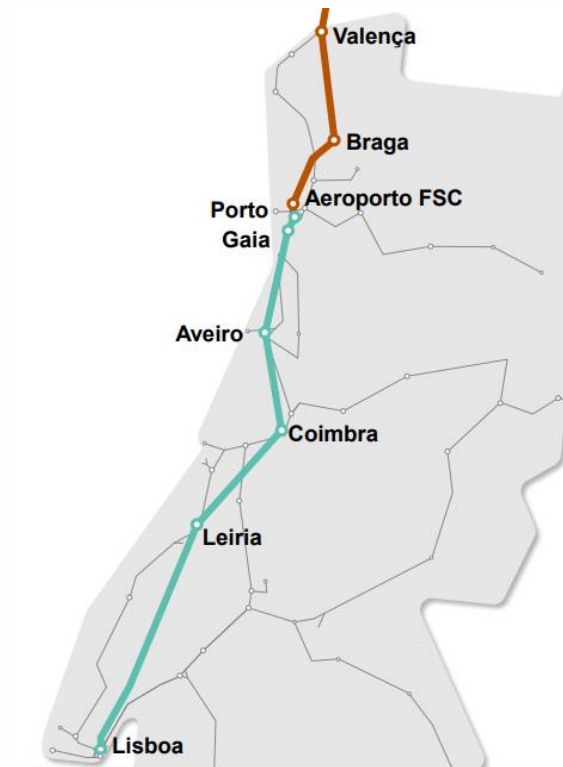 Valença
Braga
Aeroporto FSC
Porto
Gaia
Aveiro
Coimbra
Leiria
Lisboa